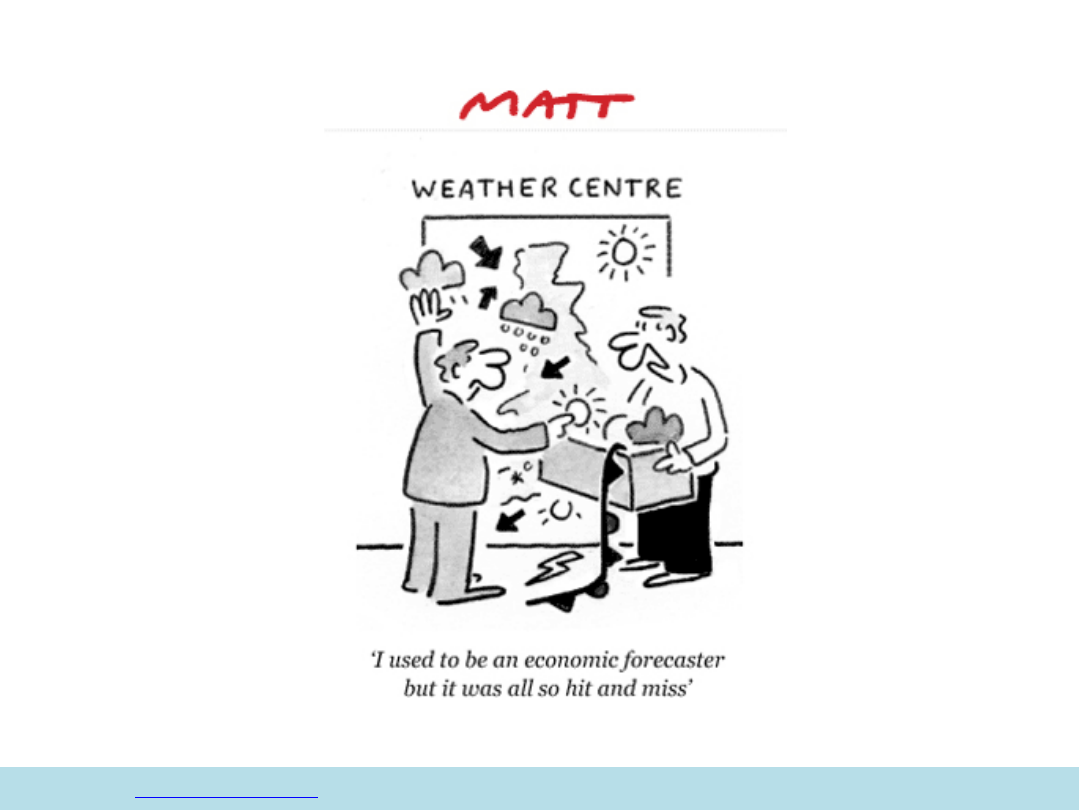 MATT
WEATHER CENTRE
‘I used to be an economic forecaster
but it was all so hit and miss’